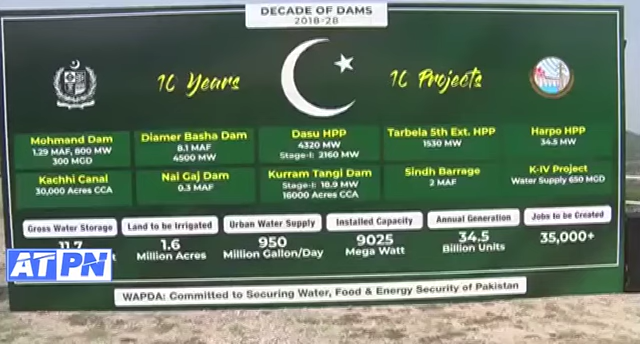 DECADE OF DAMS
2018-28
10 Years
10 Projects
Mohmand Dam
1.29 MAF, 800 MW
300 MGD
Diamer Basha Dam
8.1 MAF
4500 MW
Dasu HPP
4320 MW
Stage-I: 2160 MW
Tarbela 5th Ext. HPP
1530 MW
Harpo HPP
34.5 MW
Kachhi Canal
30,000 Acres CCA
Nai Gaj Dam
0.3 MAF
Kurram Tangi Dam
Stage-I: 18.9 MW
16000 Acres CCA
Sindh Barrage
2 MAF
K-IV Project
Water Supply 650 MGD
Gross Water Storage
11.7
Land to be Irrigated
1.6
Million Acres
Urban Water Supply
950
Million Gallon/Day
Installed Capacity
9025
Mega Watt
Annual Generation
34.5
Billion Units
Jobs to be Created
35,000+
ATPN
WAPDA: Committed to Securing Water, Food & Energy Security of Pakistan